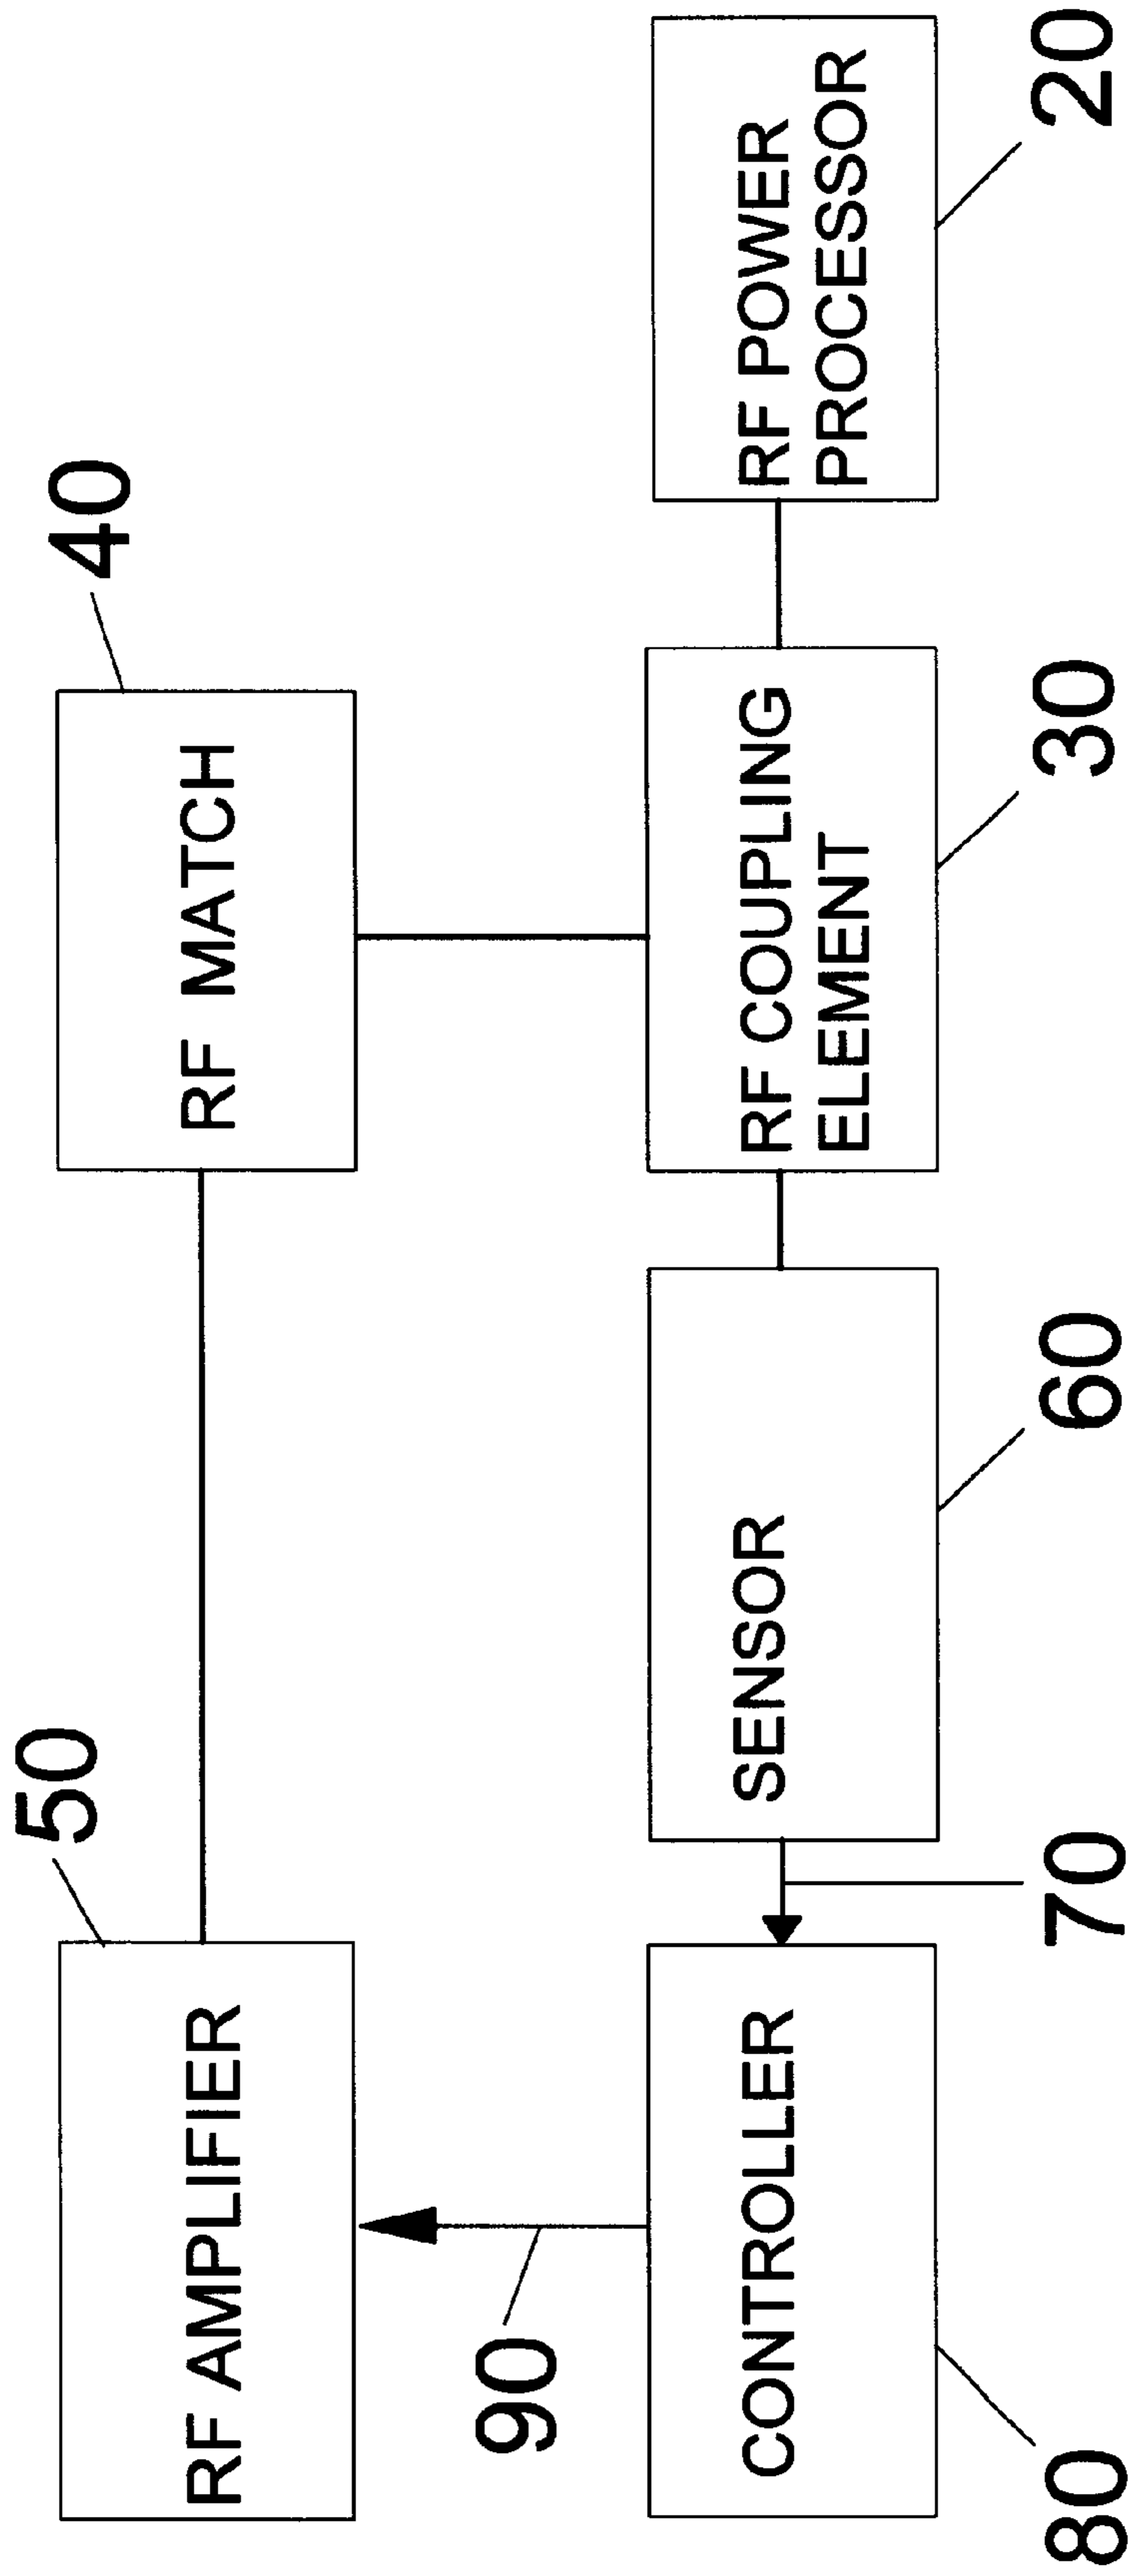 50
40
RF AMPLIFIER
RF MATCH
90
CONTROLLER
SENSOR
RF COUPLING
ELEMENT
RF POWER
PROCESSOR
80
70
60
30
20